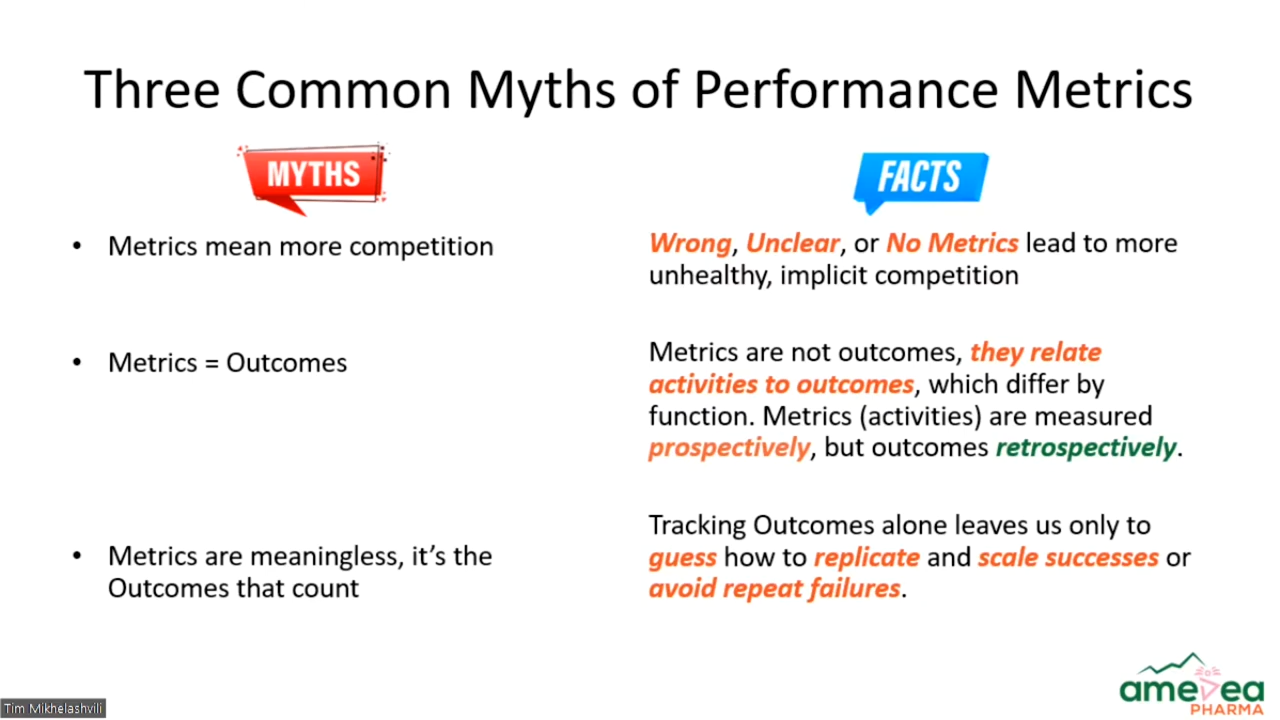 Three Common Myths of Performance Metrics
MYTHS
FACTS
• Metrics mean more competition
Wrong, Unclear, or No Metrics lead to more
unhealthy, implicit competition
• Metrics = Outcomes
Metrics are not outcomes, they relate
activities to outcomes, which differ by
function. Metrics (activities) are measured
prospectively, but outcomes retrospectively.
• Metrics are meaningless, it’s the
Outcomes that count
Tracking Outcomes alone leaves us only to
guess how to replicate and scale successes or
avoid repeat failures.
Tim Mikhelashvili
amedea
PHARMA